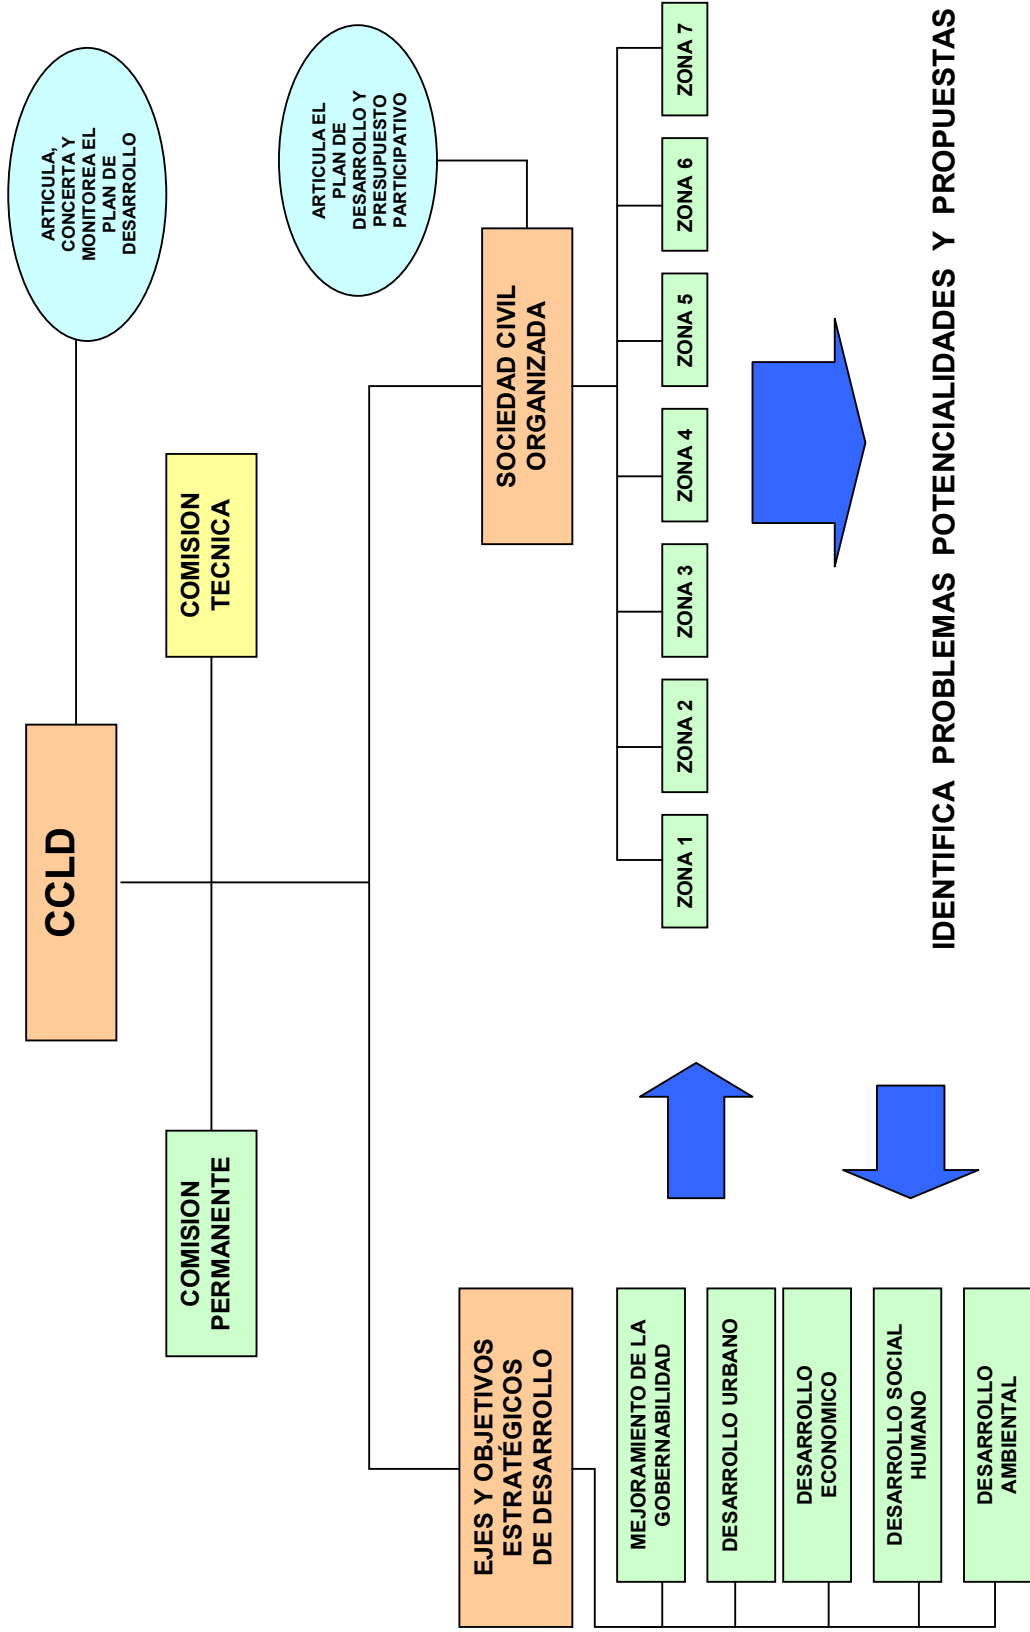 ARTICULA,
CONCERTA Y
MONITOREA EL
PLAN DE
DESARROLLO
CCLD
COMISION
PERMANENTE
COMISION
TECNICA
ARTICULA EL
PLAN DE
DESARROLLO Y
PRESUPUESTO
PARTICIPATIVO
EJES Y OBJETIVOS
ESTRATÉGICOS
DE DESARROLLO
SOCIEDAD CIVIL
ORGANIZADA
MEJORAMIENTO DE LA
GOBERNABILIDAD
DESARROLLO URBANO
DESARROLLO
ECONOMICO
DESARROLLO SOCIAL
HUMANO
DESARROLLO
AMBIENTAL
ZONA 1
ZONA 2
ZONA 3
ZONA 4
ZONA 5
ZONA 6
ZONA 7
IDENTIFICA PROBLEMAS POTENCIALIDADES Y PROPUESTAS